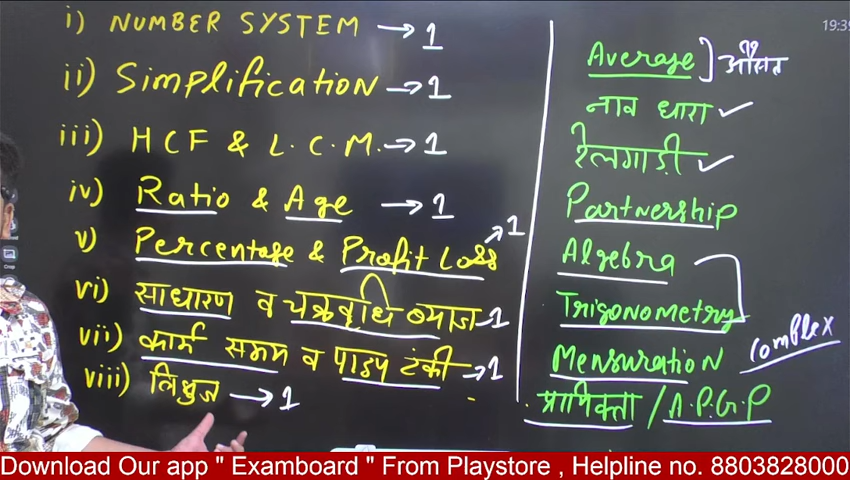 i) NUMBER SYSTEM → 1
ii) Simplification → 1
iii) HCF & L.C.M. → 1
iv) Ratio & Age → 1
v) Percentage & Profit Loss → 1
vi) साधारण व चक्रवृधि ब्याज → 1
vii) कार्य समय व पाइप टंकी → 1
viii) त्रिभुज → 1
19:39
Average ] औसत
नाव धारा ✓
रेलगाड़ी ✓
Partnership
Algebra
Trigonometry
Mensuration complex
/ A.P.G.P
Crop
Download Our app " Examboard " From Playstore , Helpline no. 8803828000